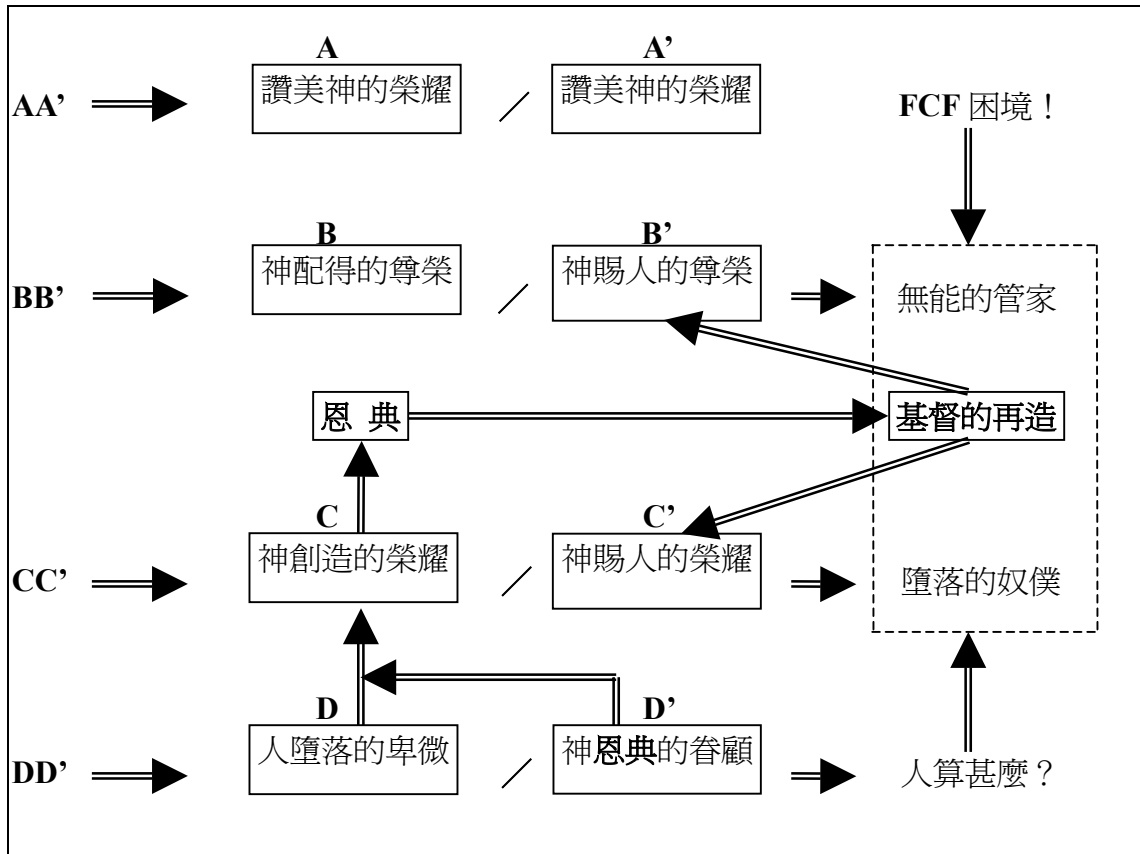 A A’
AA’ 讚美神的榮耀 ／ 讚美神的榮耀 FCF 困境！
B B’
BB’ 神配得的尊榮 ／ 神賜人的尊榮 無能的管家
恩 典 基督的再造
C C’
CC’ 神創造的榮耀 ／ 神賜人的榮耀 墮落的奴僕
D D’
DD’ 人墮落的卑微 ／ 神恩典的眷顧 人算甚麼？